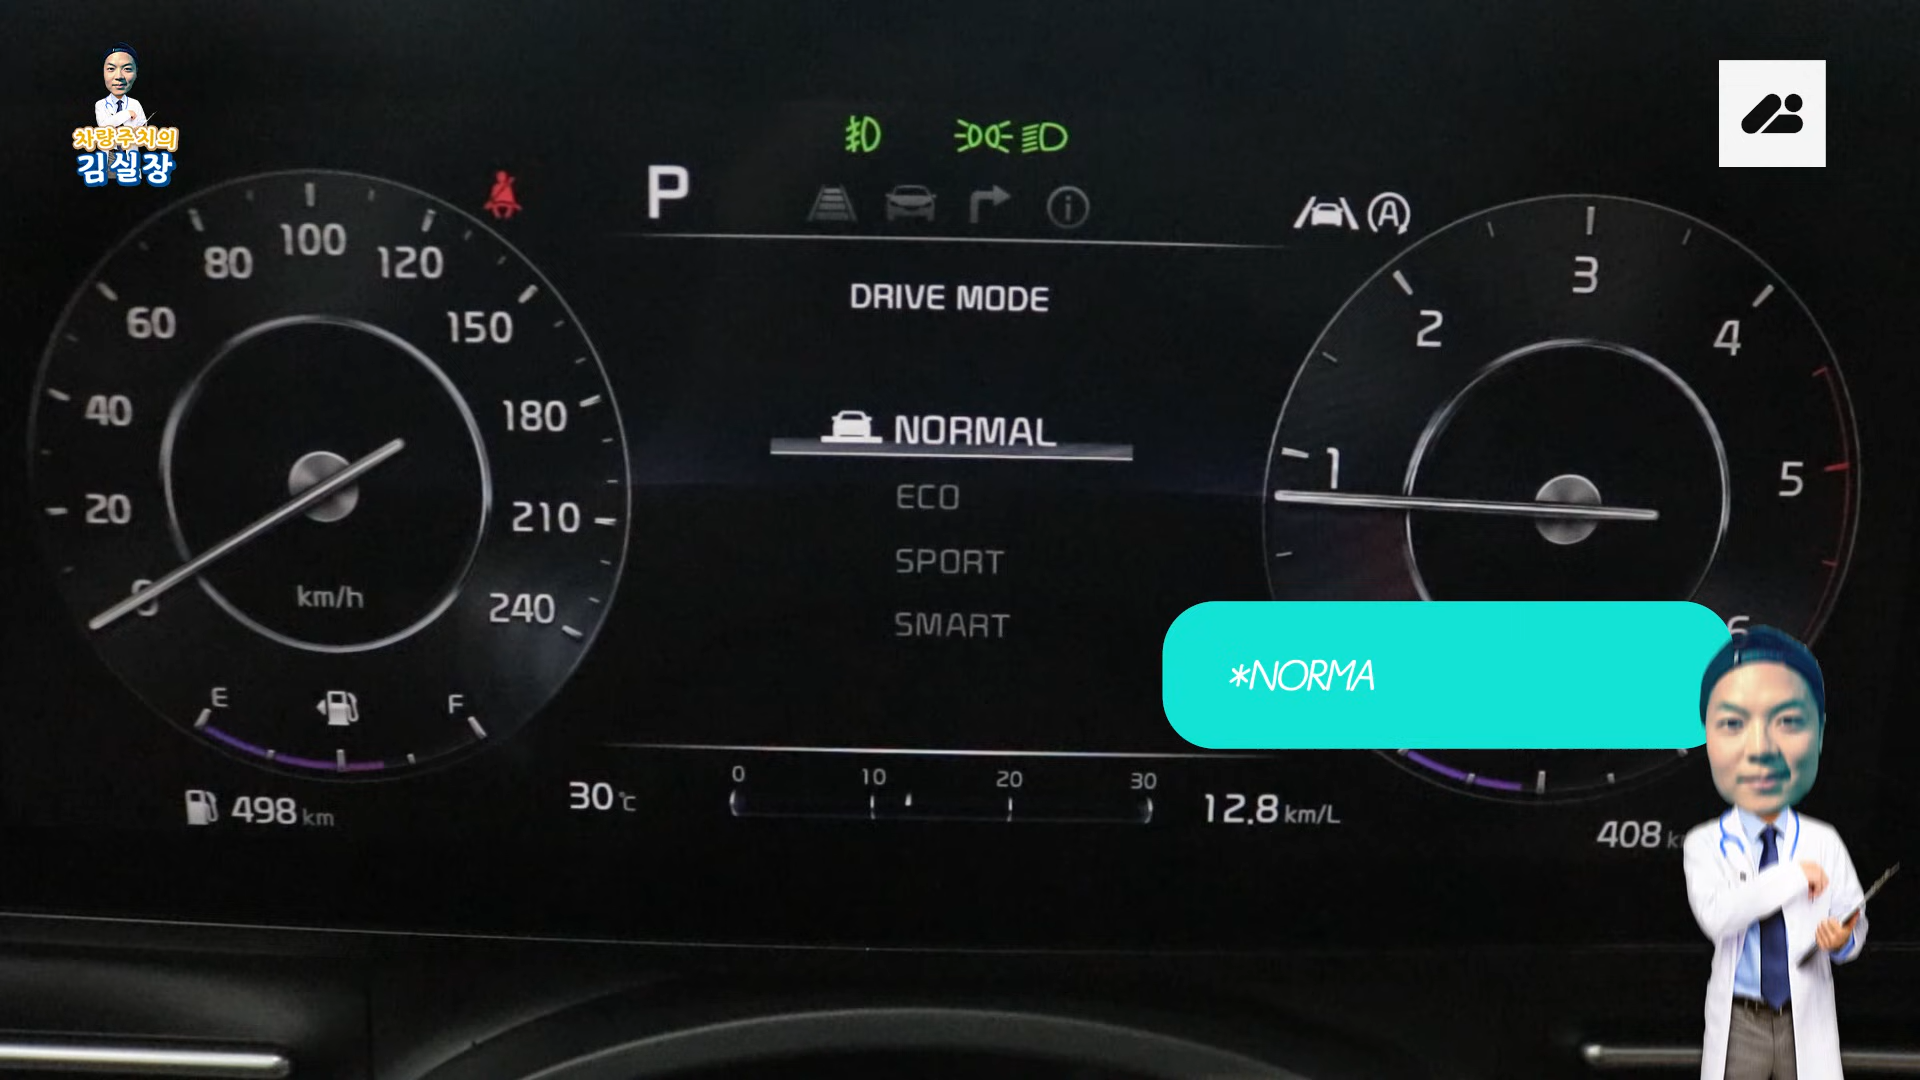 차량주치의
김실장
P
DRIVE MODE
NORMAL
ECO
SPORT
SMART
0
20
40
60
80
100
120
150
180
210
240
km/h
E
F
498 km
30 ℃
0 10 20 30
12.8 km/L
1
2
3
4
5
6
A
408
*NORMA